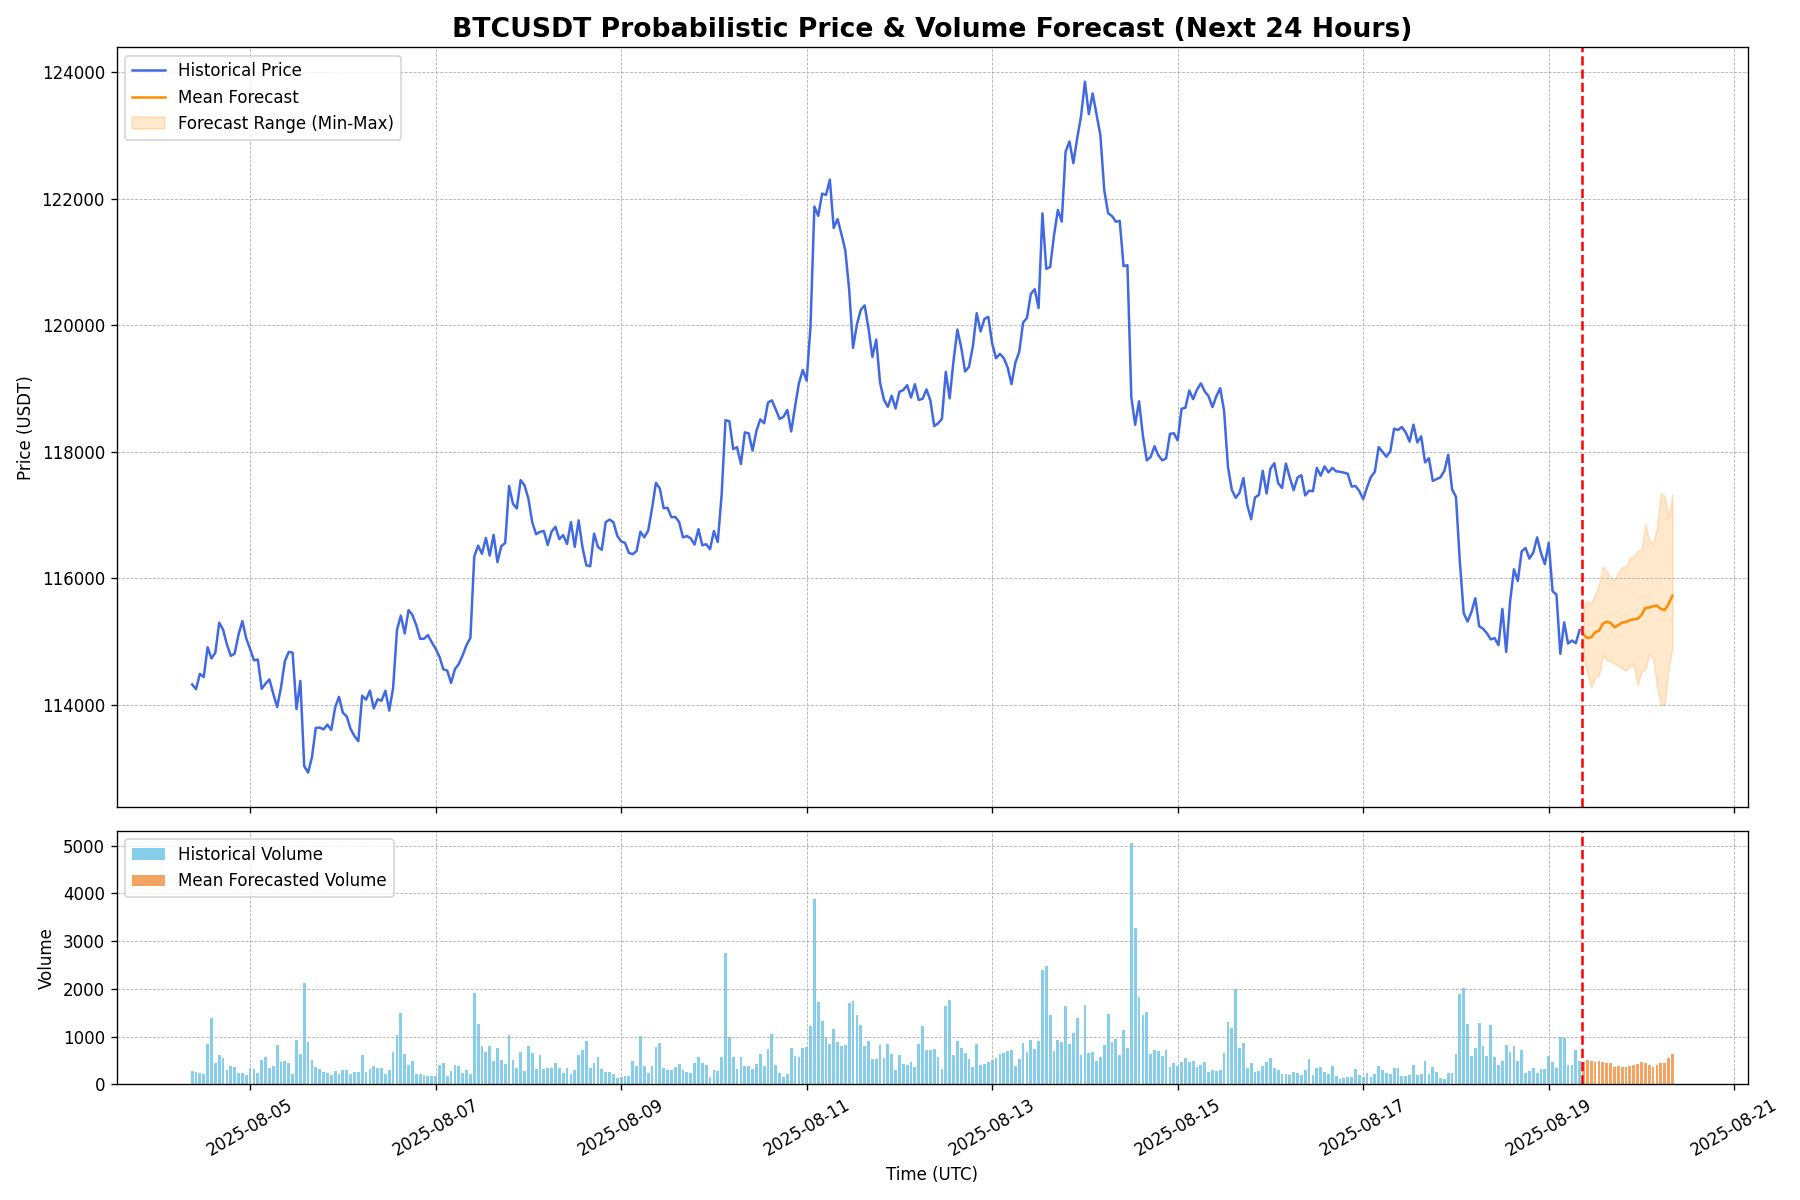 BTCUSDT Probabilistic Price & Volume Forecast (Next 24 Hours)
Historical Price
Mean Forecast
Forecast Range (Min-Max)
124000
122000
120000
118000
116000
114000
Price (USDT)
Historical Volume
Mean Forecasted Volume
5000
4000
3000
2000
1000
0
Volume
2025-08-05
2025-08-07
2025-08-09
2025-08-11
2025-08-13
2025-08-15
2025-08-17
2025-08-19
2025-08-21
Time (UTC)